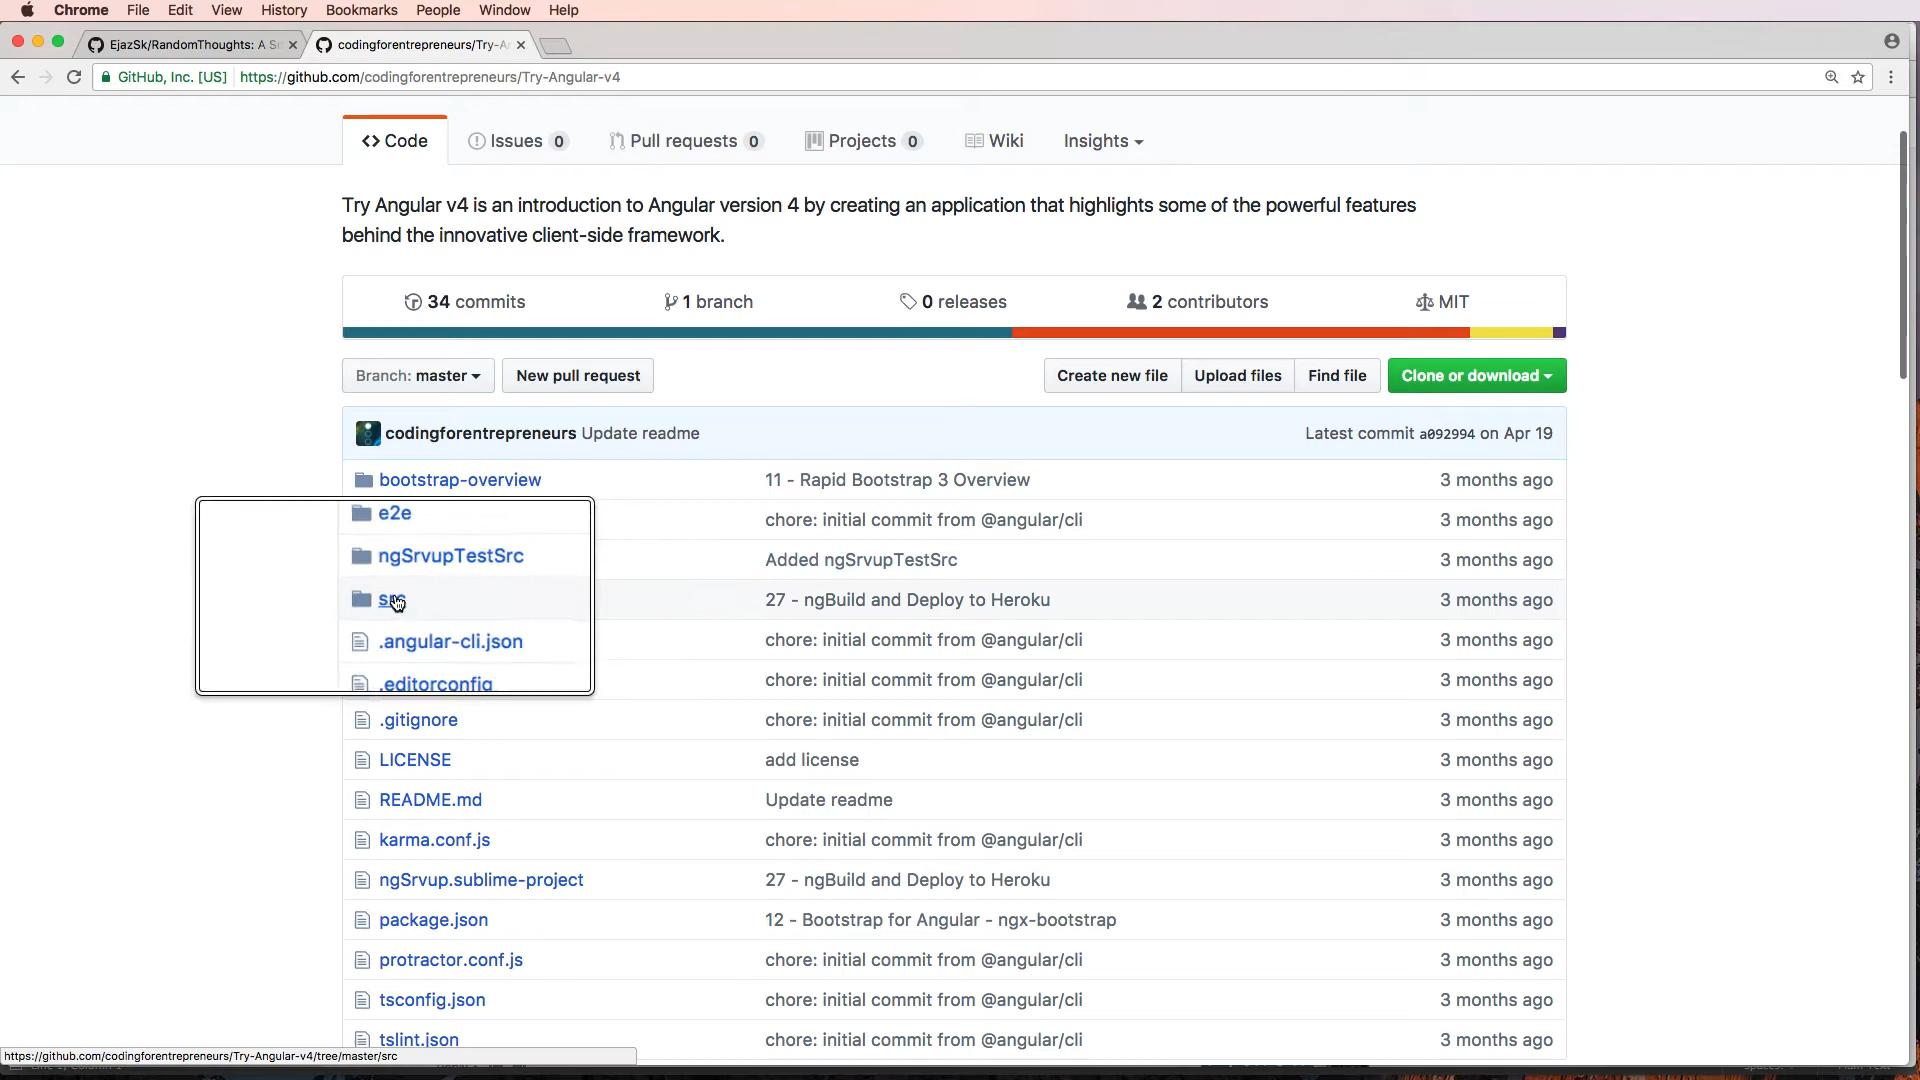 Chrome File Edit View History Bookmarks People Window Help
EjazSk/RandomThoughts: A S
codingforentrepreneurs/Try-A
GitHub, Inc. [US] https://github.com/codingforentrepreneurs/Try-Angular-v4
Code Issues 0 Pull requests 0 Projects 0 Wiki Insights
Try Angular v4 is an introduction to Angular version 4 by creating an application that highlights some of the powerful features
behind the innovative client-side framework.
34 commits 1 branch 0 releases 2 contributors MIT
Branch: master New pull request Create new file Upload files Find file Clone or download
codingforentrepreneurs Update readme Latest commit a092994 on Apr 19
bootstrap-overview 11 - Rapid Bootstrap 3 Overview 3 months ago
e2e chore: initial commit from @angular/cli 3 months ago
ngSrvupTestSrc Added ngSrvupTestSrc 3 months ago
src 27 - ngBuild and Deploy to Heroku 3 months ago
.angular-cli.json chore: initial commit from @angular/cli 3 months ago
.editorconfig chore: initial commit from @angular/cli 3 months ago
.gitignore chore: initial commit from @angular/cli 3 months ago
LICENSE add license 3 months ago
README.md Update readme 3 months ago
karma.conf.js chore: initial commit from @angular/cli 3 months ago
ngSrvup.sublime-project 27 - ngBuild and Deploy to Heroku 3 months ago
package.json 12 - Bootstrap for Angular - ngx-bootstrap 3 months ago
protractor.conf.js chore: initial commit from @angular/cli 3 months ago
tsconfig.json chore: initial commit from @angular/cli 3 months ago
tslint.json chore: initial commit from @angular/cli 3 months ago
https://github.com/codingforentrepreneurs/Try-Angular-v4/tree/master/src